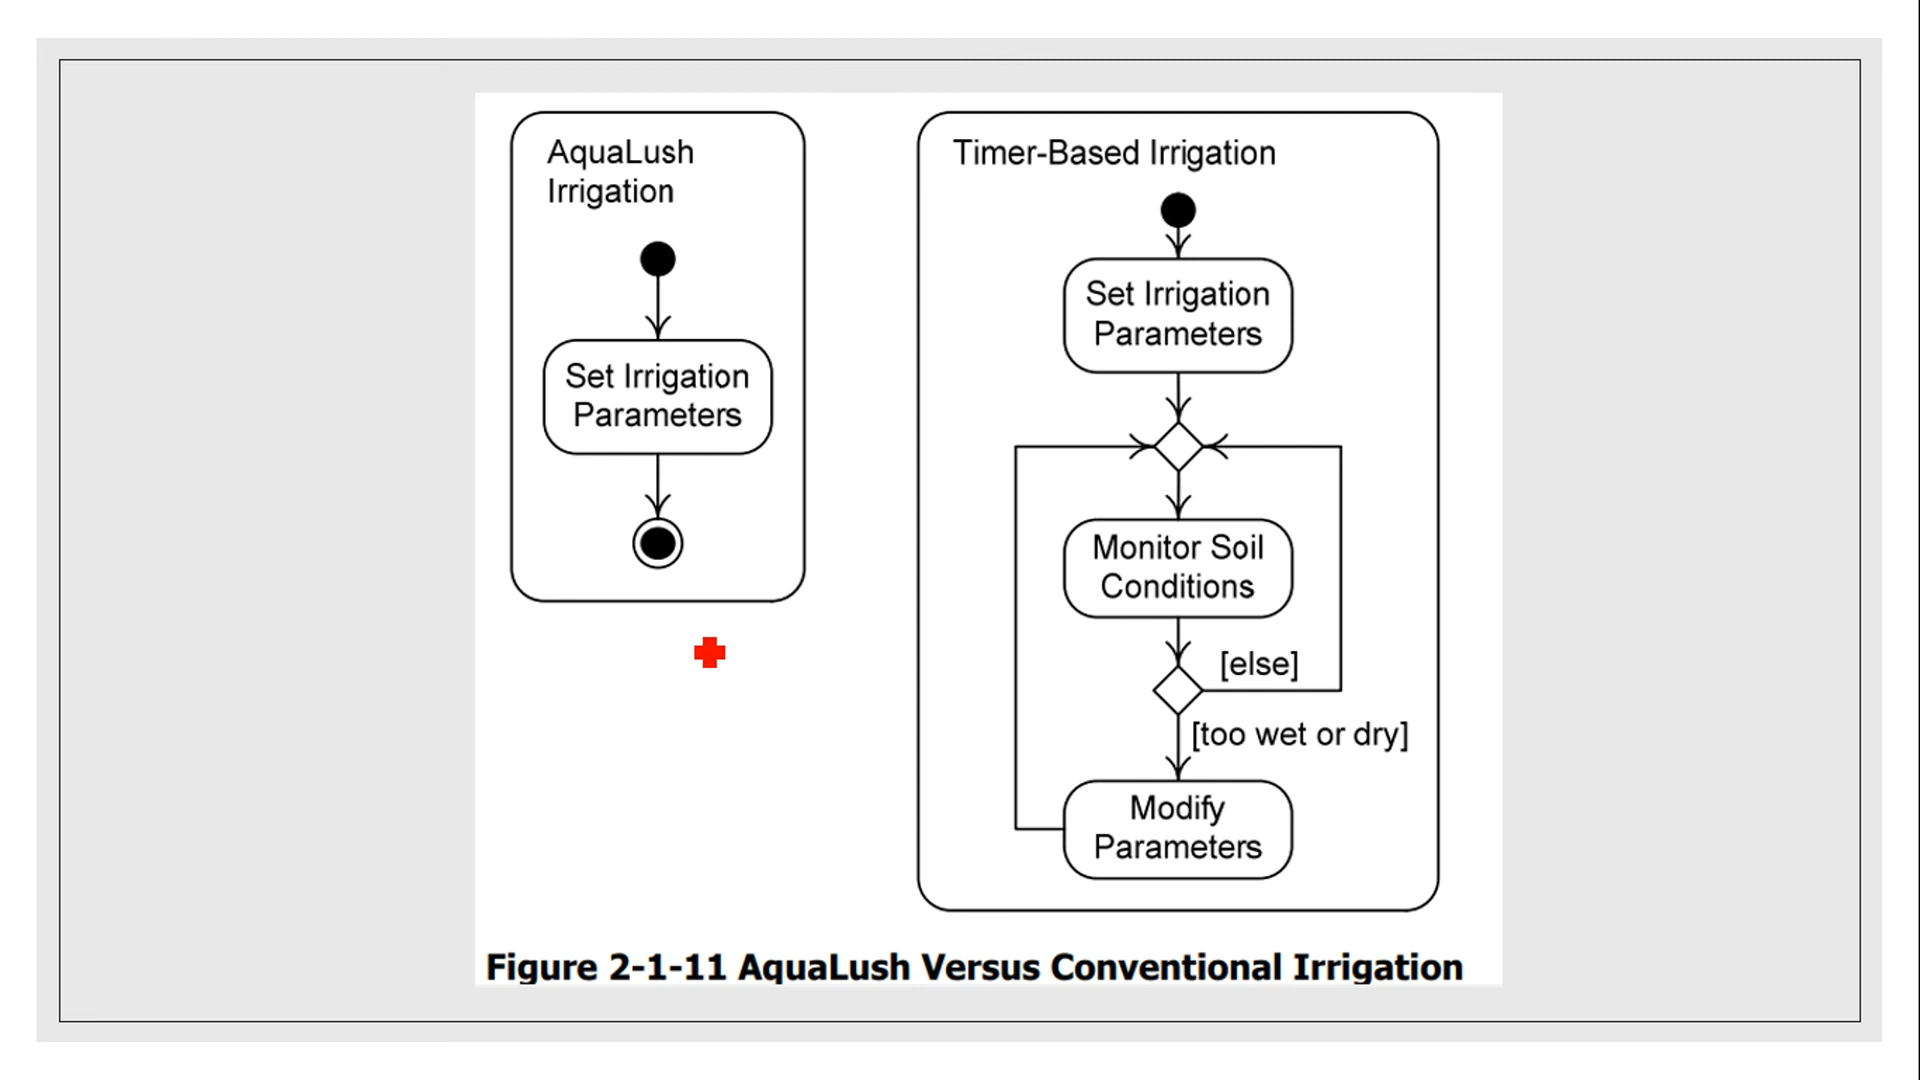 AquaLush
Irrigation
Set Irrigation
Parameters
Timer-Based Irrigation
Set Irrigation
Parameters
Monitor Soil
Conditions
[else]
[too wet or dry]
Modify
Parameters
Figure 2-1-11 AquaLush Versus Conventional Irrigation